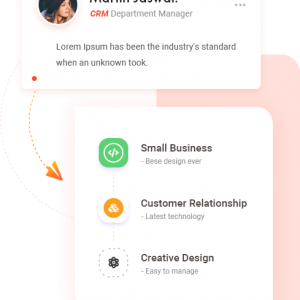 CRM Department Manager
Lorem Ipsum has been the industry's standard
when an unknown took.
Small Business
- Bese design ever
Customer Relationship
- Latest technology
Creative Design
- Easy to manage